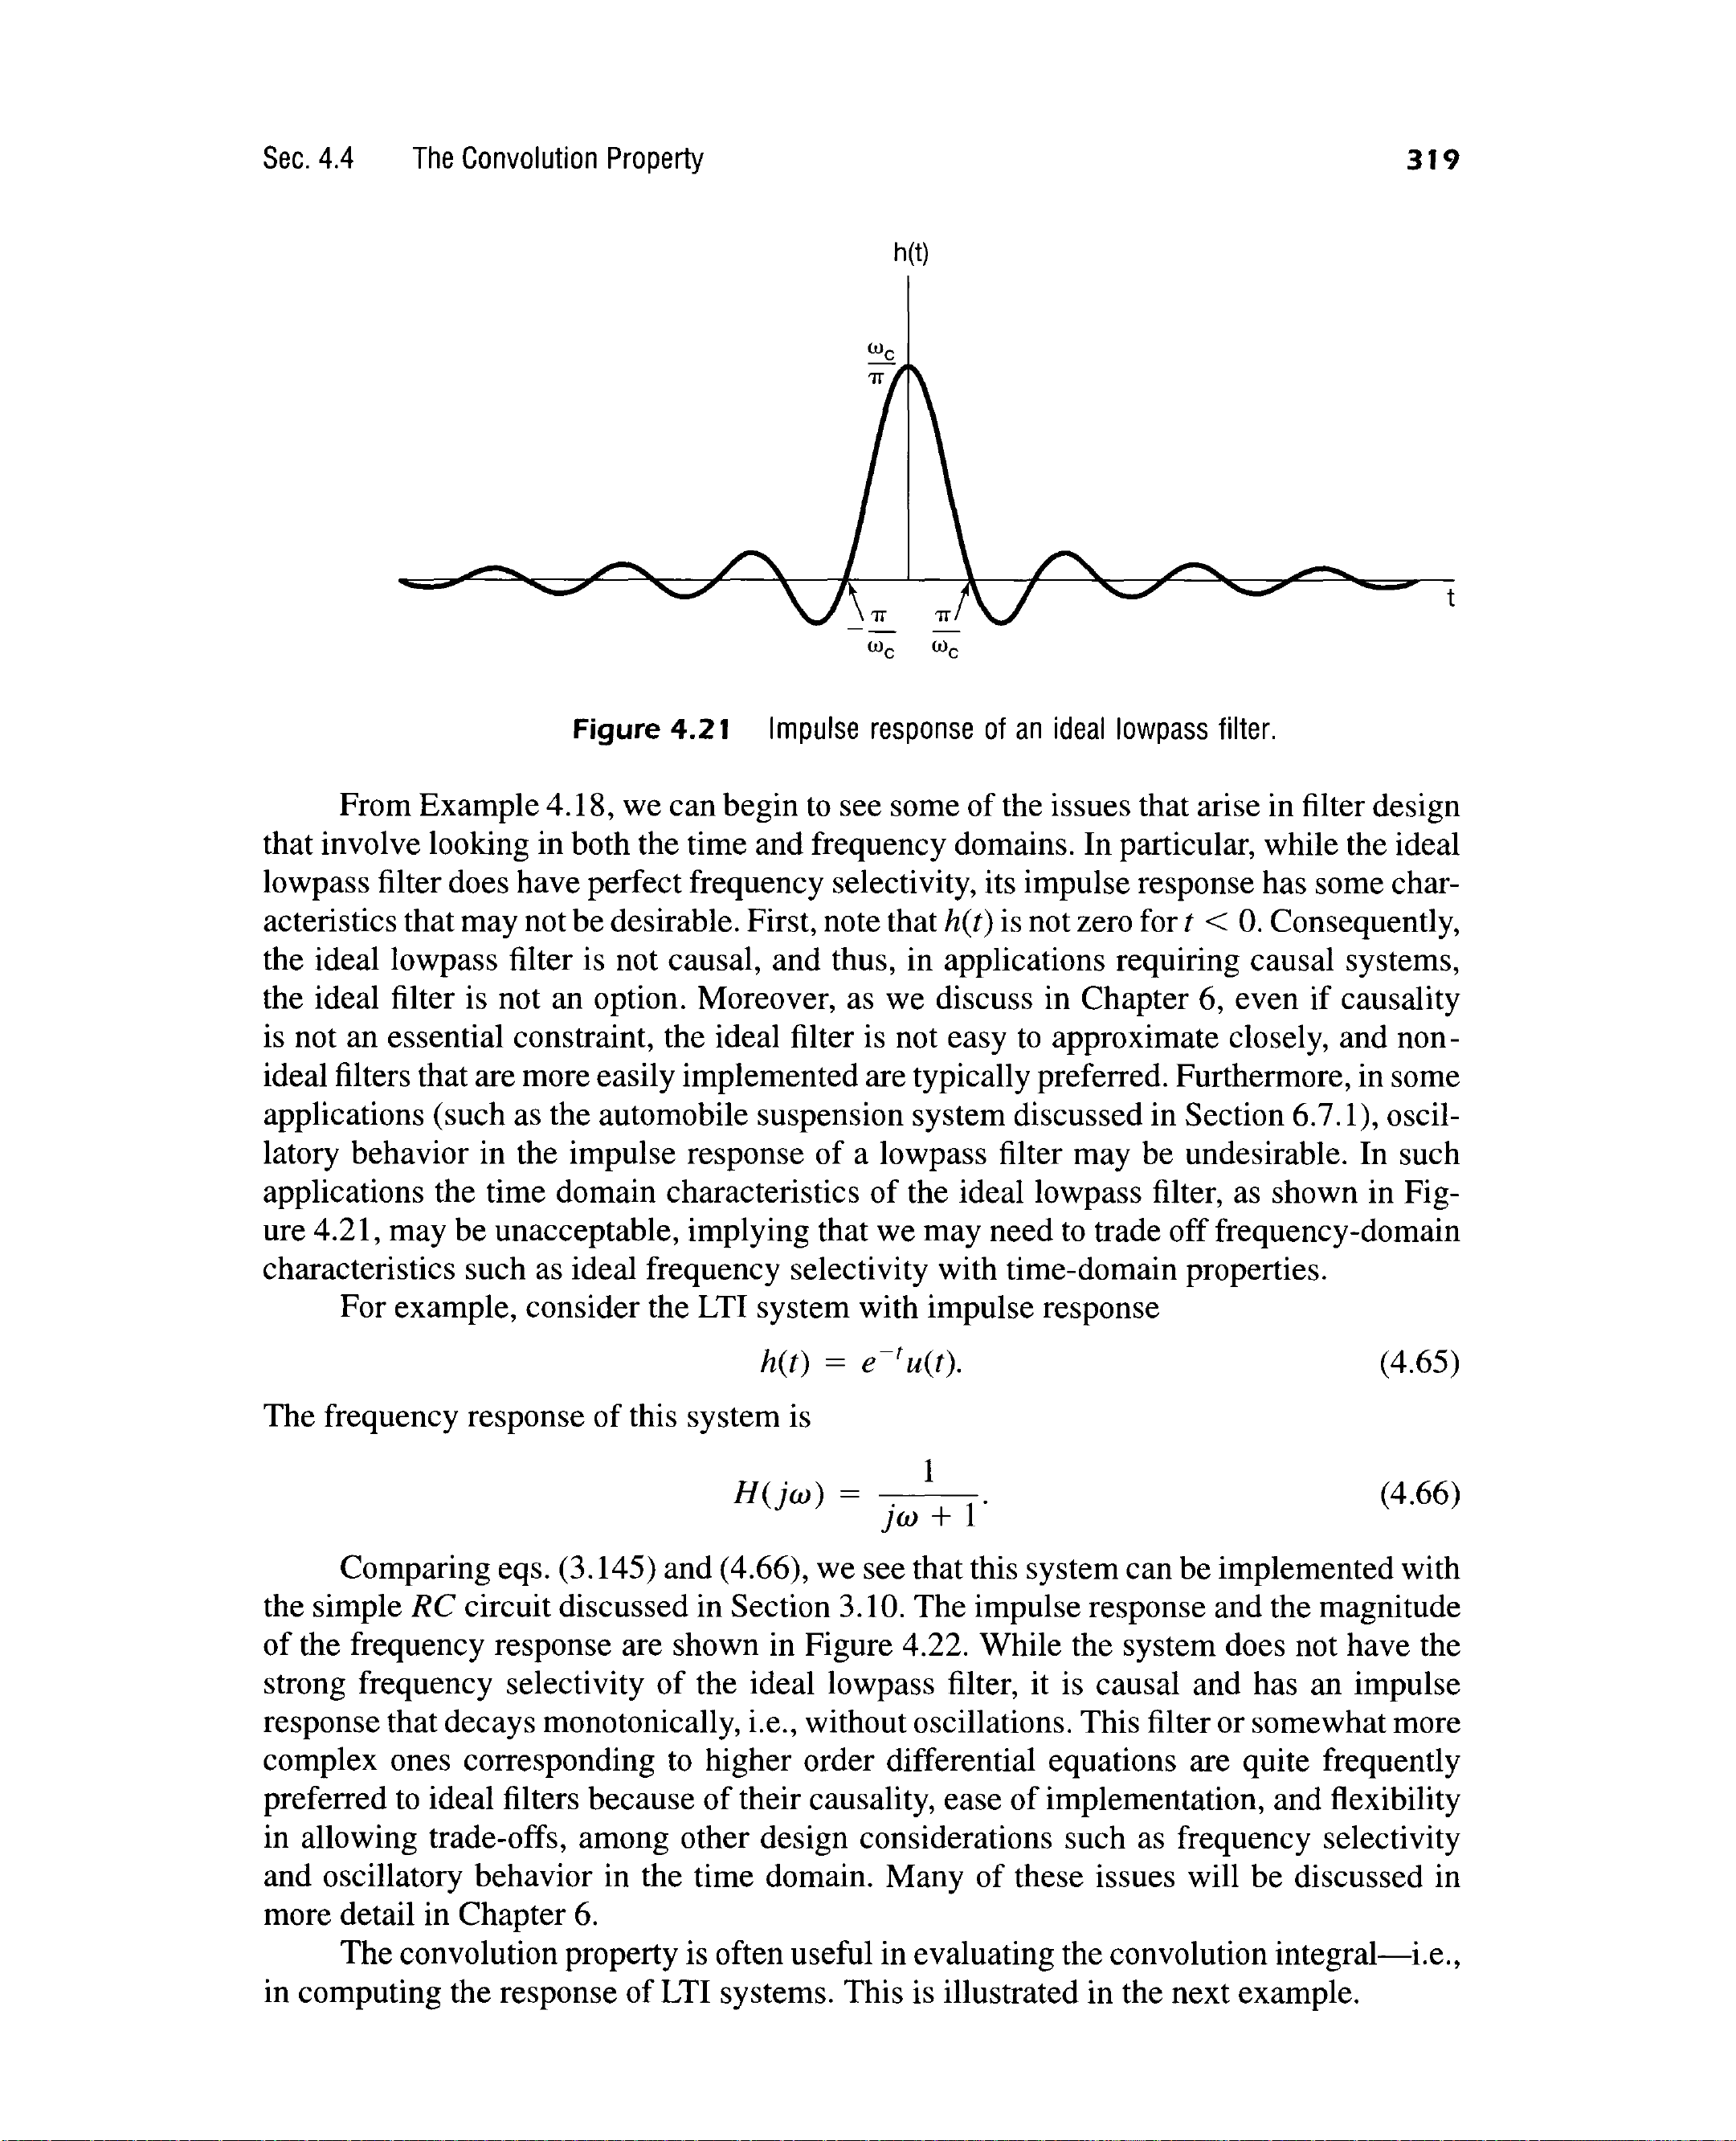 Sec. 4.4 The Convolution Property 319
h(t)
ωc
π
t
π π
− ωc ωc
Figure 4.21 Impulse response of an ideal lowpass filter.
From Example 4.18, we can begin to see some of the issues that arise in filter design
that involve looking in both the time and frequency domains. In particular, while the ideal
lowpass filter does have perfect frequency selectivity, its impulse response has some char-
acteristics that may not be desirable. First, note that h(t) is not zero for t < 0. Consequently,
the ideal lowpass filter is not causal, and thus, in applications requiring causal systems,
the ideal filter is not an option. Moreover, as we discuss in Chapter 6, even if causality
is not an essential constraint, the ideal filter is not easy to approximate closely, and non-
ideal filters that are more easily implemented are typically preferred. Furthermore, in some
applications (such as the automobile suspension system discussed in Section 6.7.1), oscil-
latory behavior in the impulse response of a lowpass filter may be undesirable. In such
applications the time domain characteristics of the ideal lowpass filter, as shown in Fig-
ure 4.21, may be unacceptable, implying that we may need to trade off frequency-domain
characteristics such as ideal frequency selectivity with time-domain properties.
For example, consider the LTI system with impulse response
h(t) = e^−t u(t). (4.65)
The frequency response of this system is
H(jω) = 1 / (jω + 1). (4.66)
Comparing eqs. (3.145) and (4.66), we see that this system can be implemented with
the simple RC circuit discussed in Section 3.10. The impulse response and the magnitude
of the frequency response are shown in Figure 4.22. While the system does not have the
strong frequency selectivity of the ideal lowpass filter, it is causal and has an impulse
response that decays monotonically, i.e., without oscillations. This filter or somewhat more
complex ones corresponding to higher order differential equations are quite frequently
preferred to ideal filters because of their causality, ease of implementation, and flexibility
in allowing trade-offs, among other design considerations such as frequency selectivity
and oscillatory behavior in the time domain. Many of these issues will be discussed in
more detail in Chapter 6.
The convolution property is often useful in evaluating the convolution integral—i.e.,
in computing the response of LTI systems. This is illustrated in the next example.